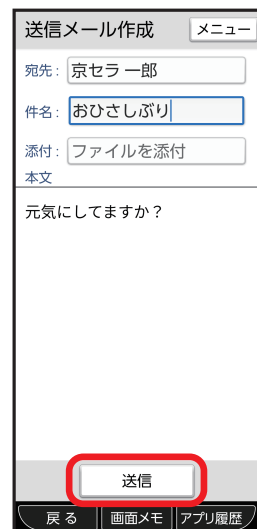 送信メール作成 メニュー
宛先: 京セラ 一郎
件名: おひさしぶり
添付: ファイルを添付
本文
元気にしてますか？
送信
戻る 画面メモ アプリ履歴